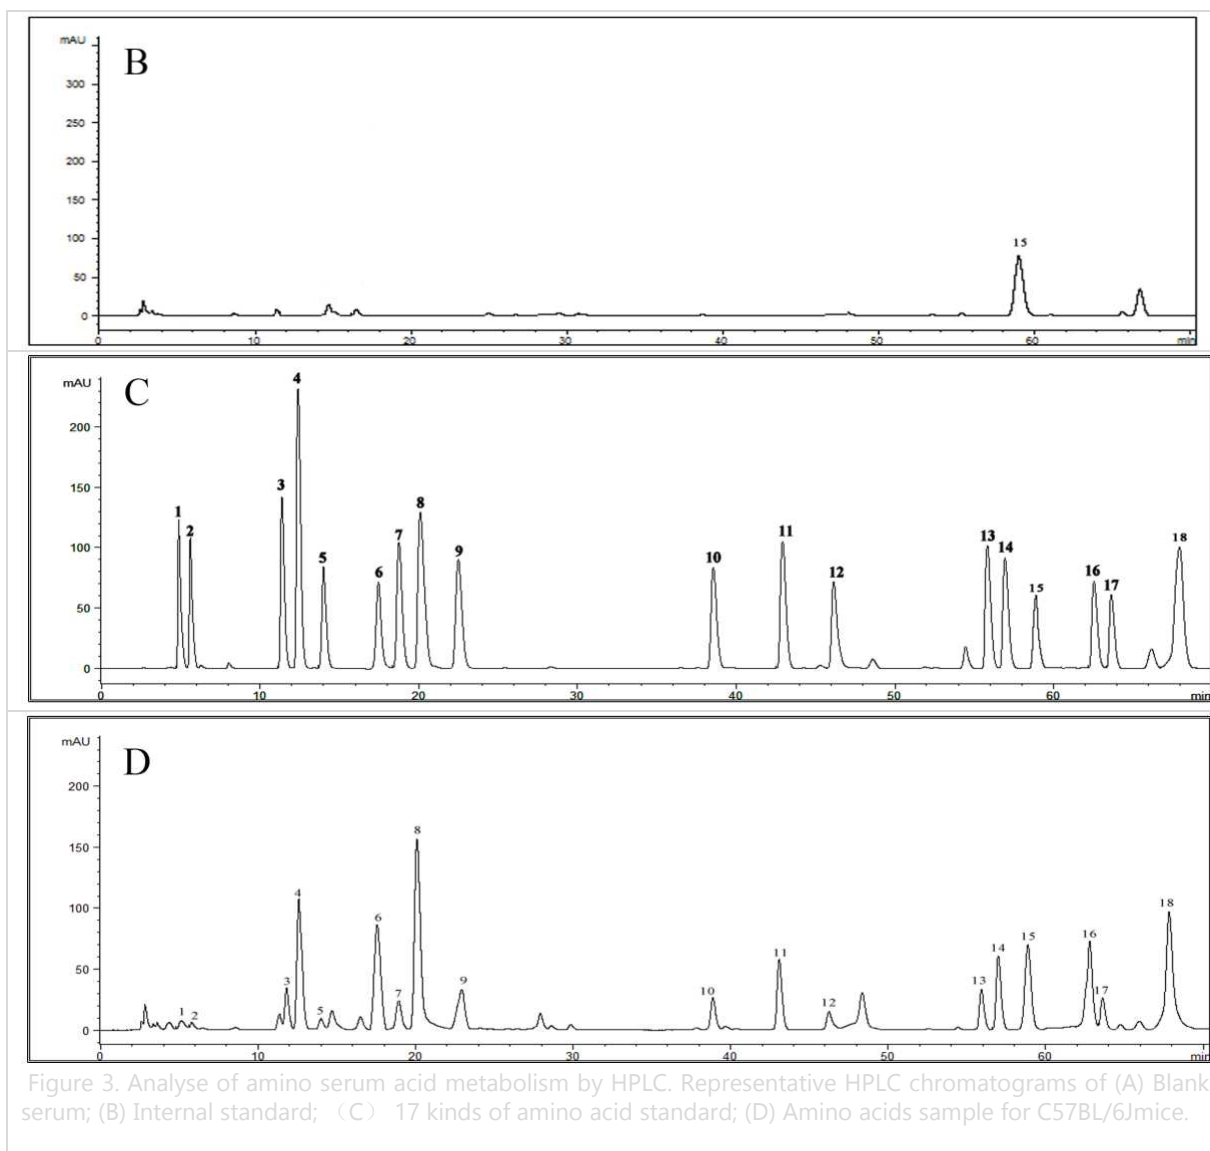 mAU
B
300
250
200
150
100
50
0
15
0 10 20 30 40 50 60 min
mAU
C
200
150
100
50
0
1 2 3 4 5 6 7 8 9 10 11 12 13 14 15 16 17 18
0 10 20 30 40 50 60 min
mAU
D
200
150
100
50
0
1 2 3 4 5 6 7 8 9 10 11 12 13 14 15 16 17 18
0 10 20 30 40 50 60 min
Figure 3. Analyse of amino serum acid metabolism by HPLC. Representative HPLC chromatograms of (A) Blank
serum; (B) Internal standard; （C） 17 kinds of amino acid standard; (D) Amino acids sample for C57BL/6Jmice.